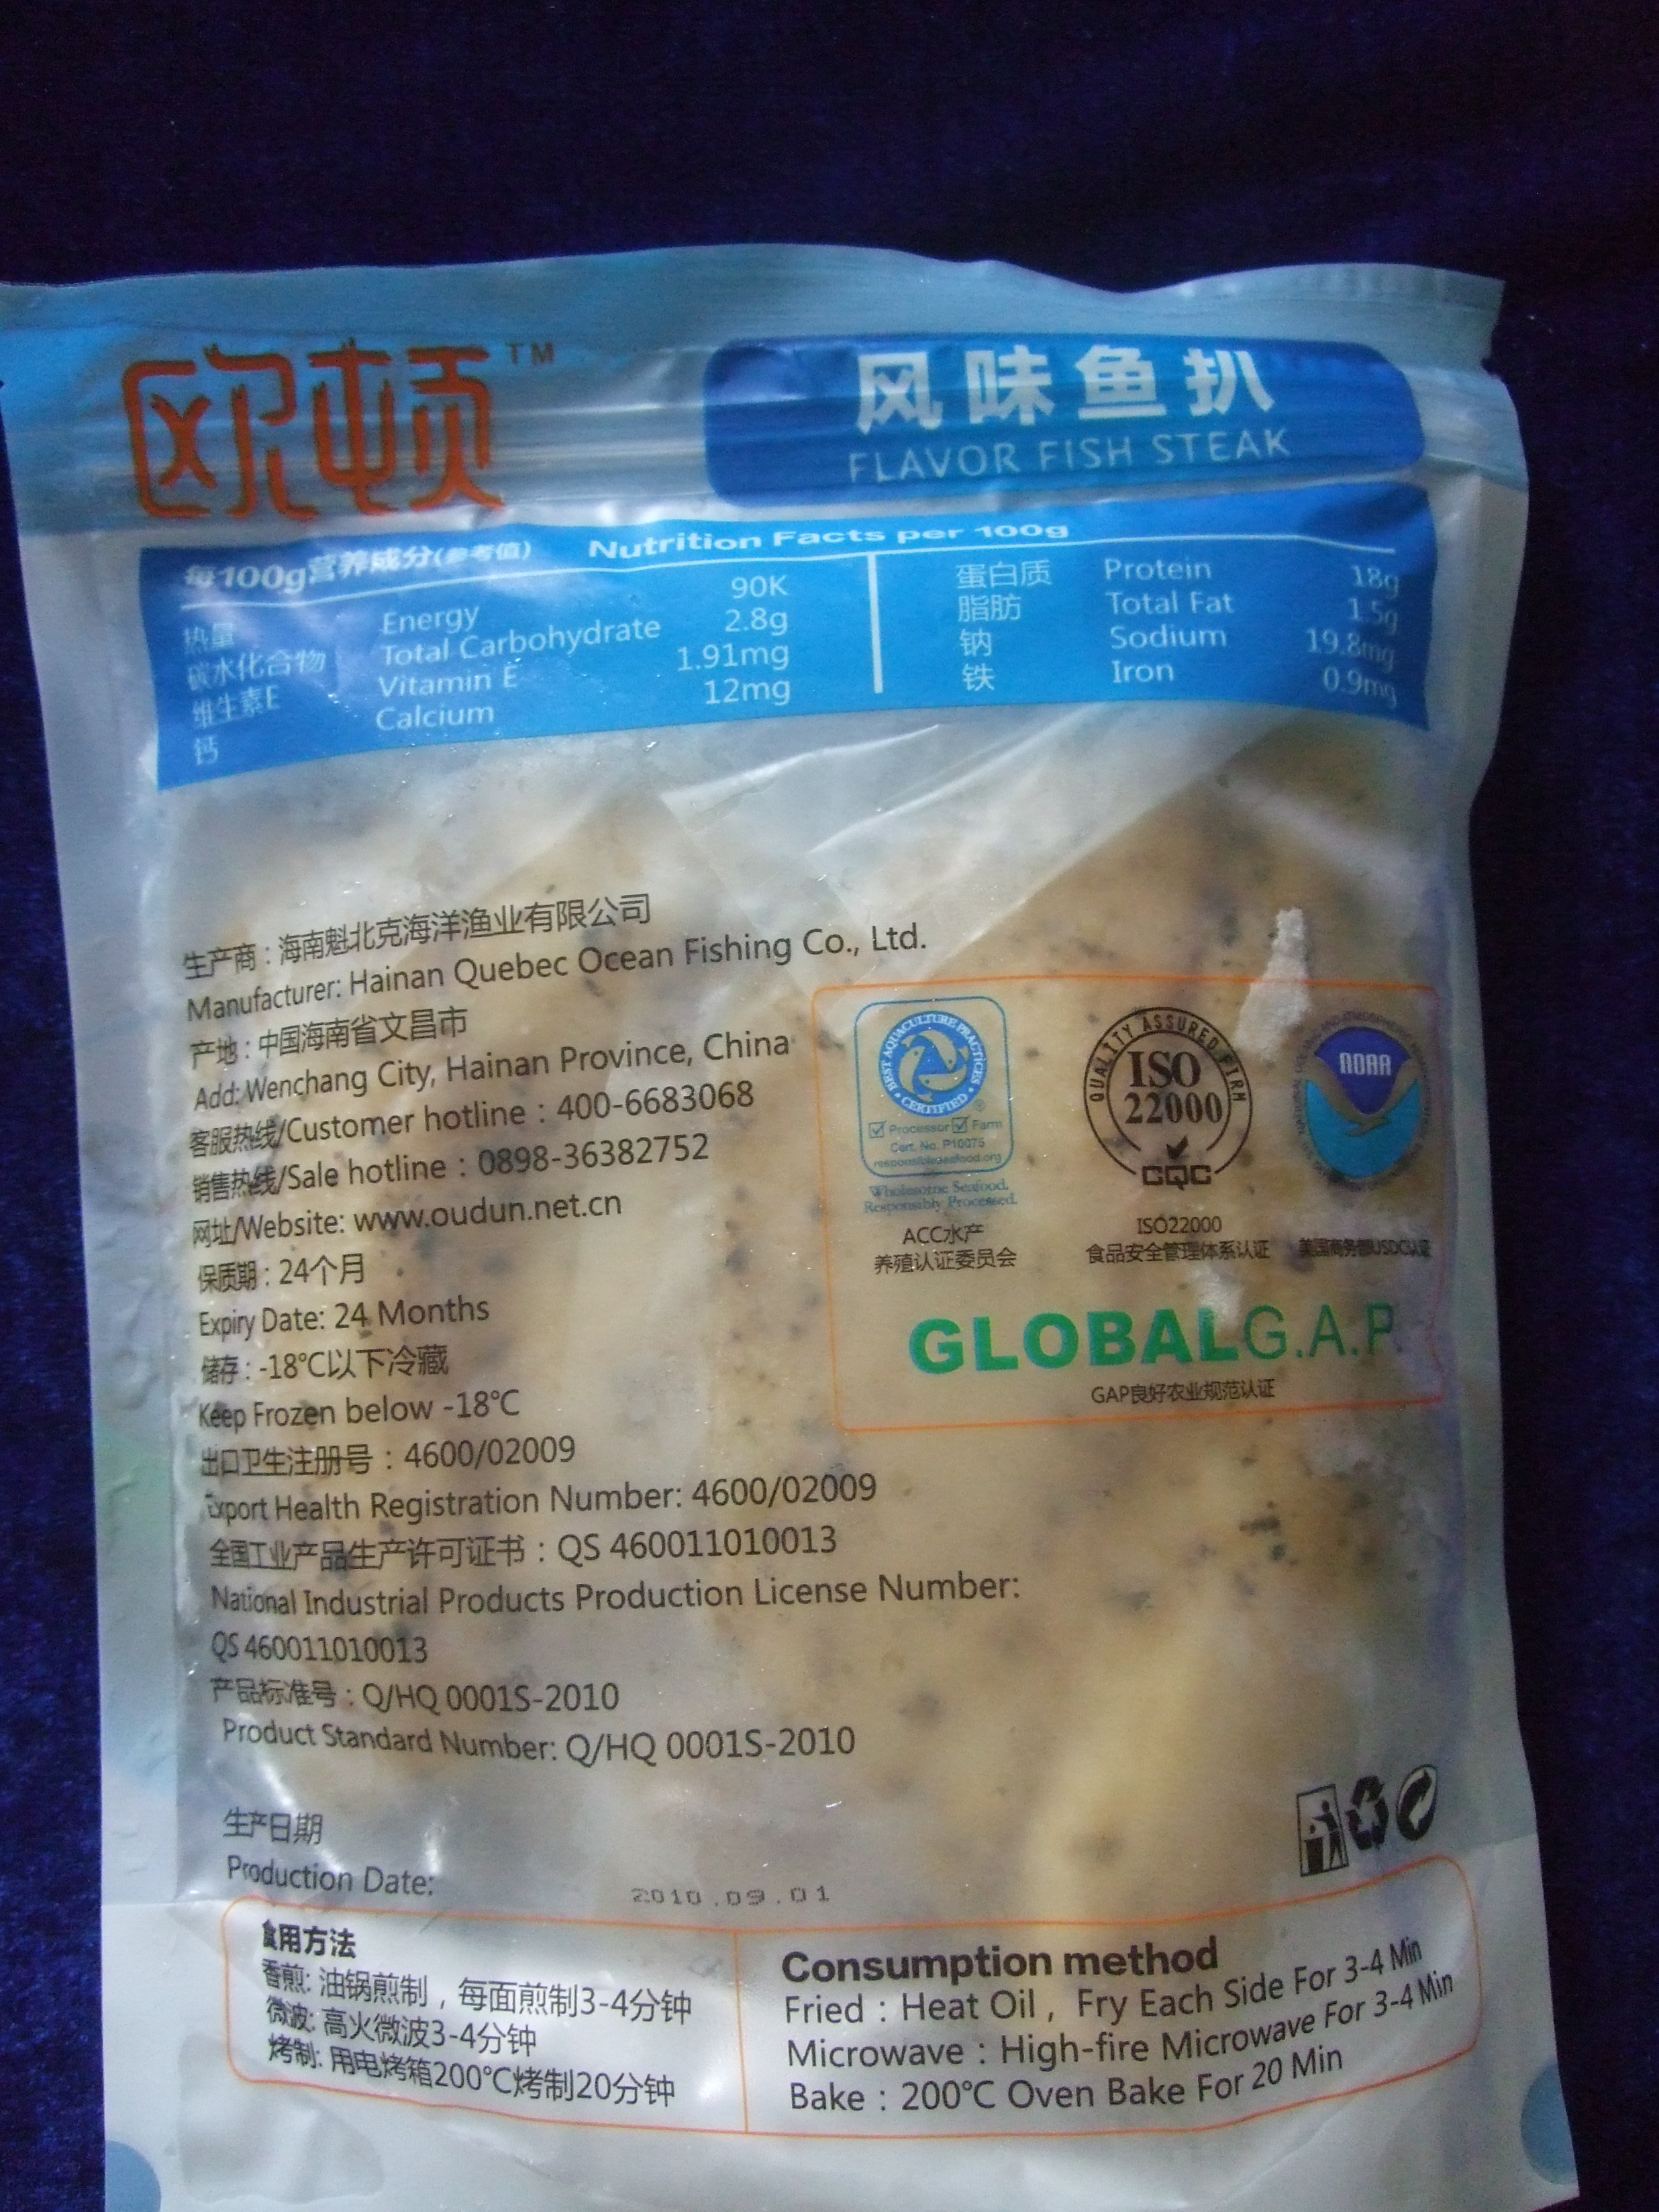 欧顿 TM
风味鱼扒
FLAVOR FISH STEAK
每100g营养成分(参考值) Nutrition Facts per 100g
热量 Energy 90K
碳水化合物 Total Carbohydrate 2.8g
维生素E Vitamin E 1.91mg
钙 Calcium 12mg
蛋白质 Protein 18g
脂肪 Total Fat 1.5g
钠 Sodium 19.8mg
铁 Iron 0.9mg
生产商：海南魁北克海洋渔业有限公司
Manufacturer: Hainan Quebec Ocean Fishing Co., Ltd.
产地：中国海南省文昌市
Add: Wenchang City, Hainan Province, China
客服热线/Customer hotline：400-6683068
销售热线/Sale hotline：0898-36382752
网址/Website: www.oudun.net.cn
保质期：24个月
Expiry Date: 24 Months
储存：-18℃以下冷藏
Keep Frozen below -18℃
出口卫生注册号：4600/02009
Export Health Registration Number: 4600/02009
全国工业产品生产许可证书：QS 460011010013
National Industrial Products Production License Number:
QS 460011010013
产品标准号：Q/HQ 0001S-2010
Product Standard Number: Q/HQ 0001S-2010
生产日期
Production Date:
2010.09.01
BEST AQUACULTURE PRACTICES
CERTIFIED
Processor Farm
Cert. No. P10075
responsibleseafood.org
Wholesome Seafood.
Responsibly Processed.
ACC水产
养殖认证委员会
QUALITY ASSURED FIRM
ISO
22000
CQC
ISO22000
食品安全管理体系认证
NOAA
美国商务部USDC认证
GLOBALG.A.P.
GAP良好农业规范认证
食用方法
香煎: 油锅煎制，每面煎制3-4分钟
微波: 高火微波3-4分钟
烤制: 用电烤箱200℃烤制20分钟
Consumption method
Fried：Heat Oil，Fry Each Side For 3-4 Min
Microwave：High-fire Microwave For 3-4 Min
Bake：200℃ Oven Bake For 20 Min